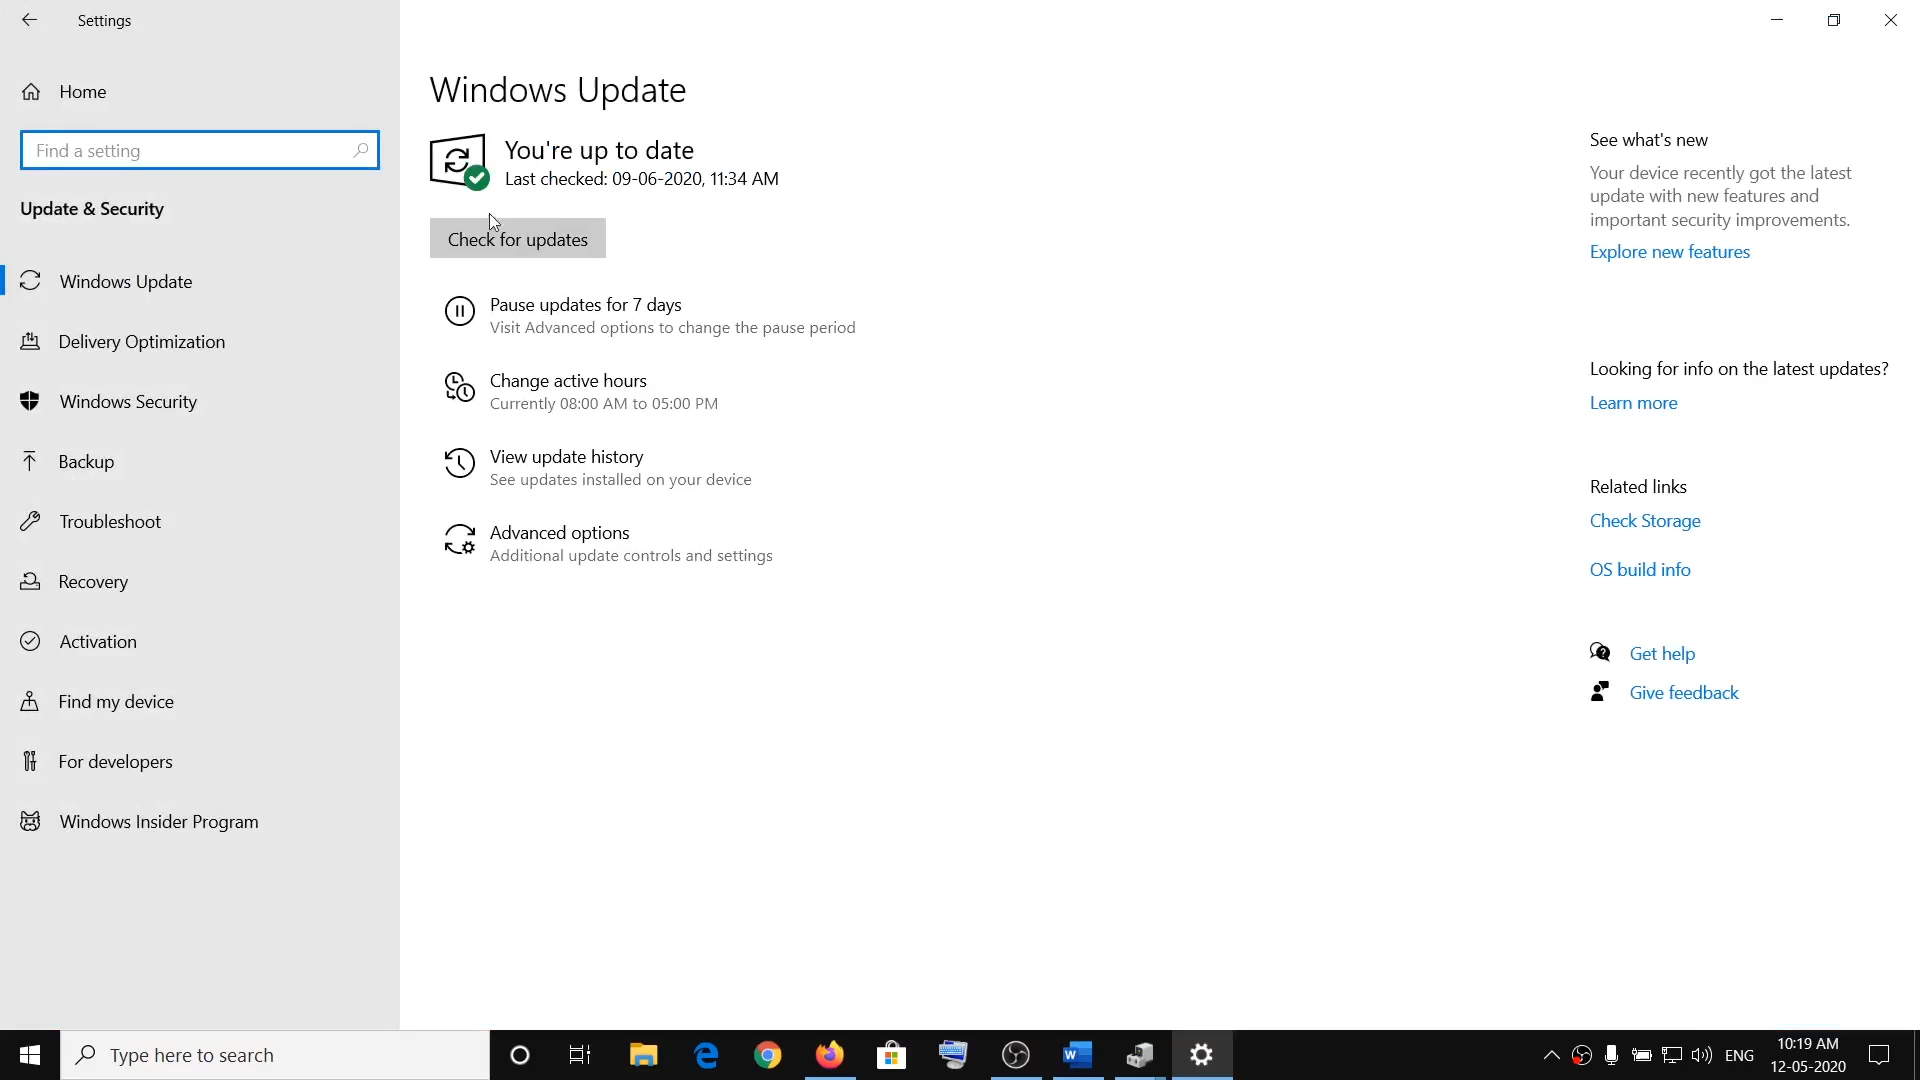 Settings
Home
Find a setting
Update & Security
Windows Update
Delivery Optimization
Windows Security
Backup
Troubleshoot
Recovery
Activation
Find my device
For developers
Windows Insider Program
Windows Update
You're up to date
Last checked: 09-06-2020, 11:34 AM
Check for updates
Pause updates for 7 days
Visit Advanced options to change the pause period
Change active hours
Currently 08:00 AM to 05:00 PM
View update history
See updates installed on your device
Advanced options
Additional update controls and settings
See what's new
Your device recently got the latest
update with new features and
important security improvements.
Explore new features
Looking for info on the latest updates?
Learn more
Related links
Check Storage
OS build info
Get help
Give feedback
Type here to search
ENG
10:19 AM
12-05-2020